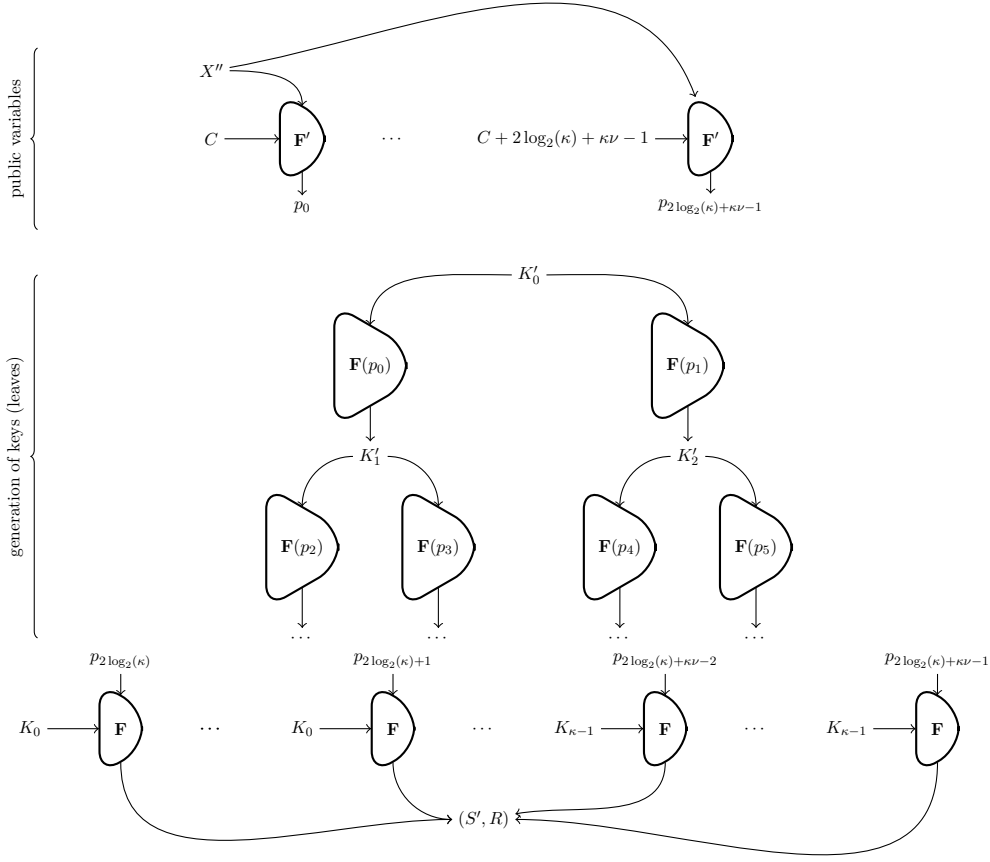 public variables
X″
C
F′
···
C + 2 log₂(κ) + κν − 1
F′
p₀
p_{2 log₂(κ)+κν−1}
generation of keys (leaves)
K′₀
F(p₀)
F(p₁)
K′₁
K′₂
F(p₂)
F(p₃)
F(p₄)
F(p₅)
···
···
···
···
p_{2 log₂(κ)}
p_{2 log₂(κ)+1}
p_{2 log₂(κ)+κν−2}
p_{2 log₂(κ)+κν−1}
K₀
F
···
K₀
F
···
K_{κ−1}
F
···
K_{κ−1}
F
(S′, R)